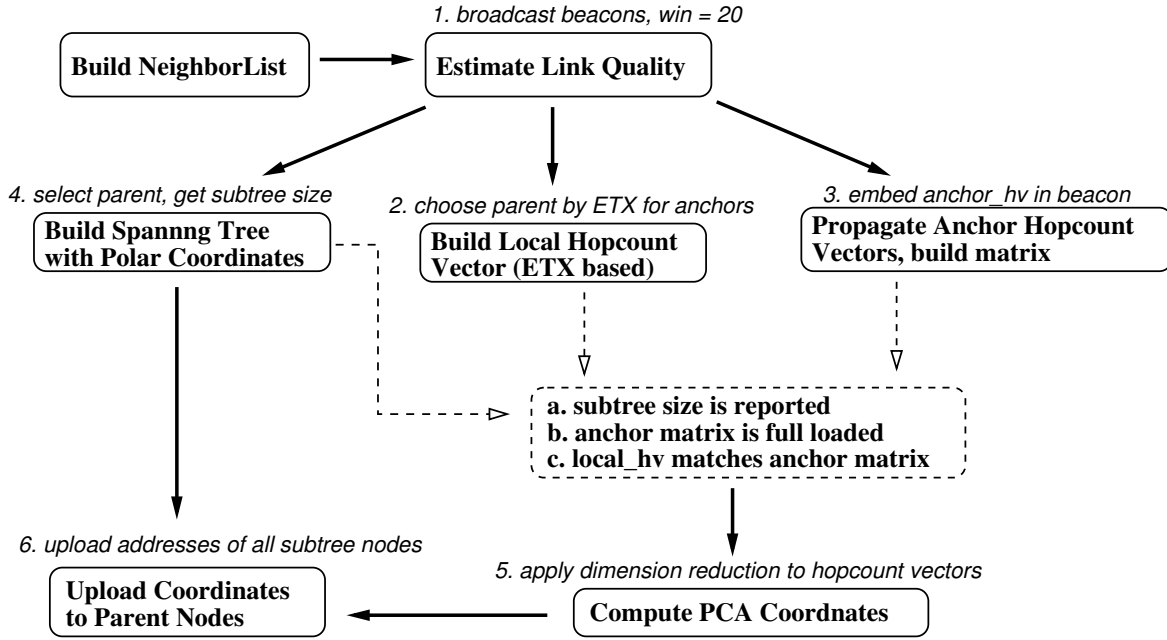 1. broadcast beacons, win = 20
Build NeighborList
Estimate Link Quality
4. select parent, get subtree size
2. choose parent by ETX for anchors
3. embed anchor_hv in beacon
Build Spannng Tree
with Polar Coordinates
Build Local Hopcount
Vector (ETX based)
Propagate Anchor Hopcount
Vectors, build matrix
a. subtree size is reported
b. anchor matrix is full loaded
c. local_hv matches anchor matrix
6. upload addresses of all subtree nodes
5. apply dimension reduction to hopcount vectors
Upload Coordinates
to Parent Nodes
Compute PCA Coordnates